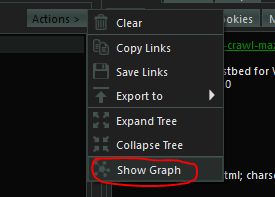 Actions >
ookies
M
Clear
-crawl-ma
Copy Links
stbed for
Save Links
0
Export to
Expand Tree
Collapse Tree
Show Graph
tml; charse